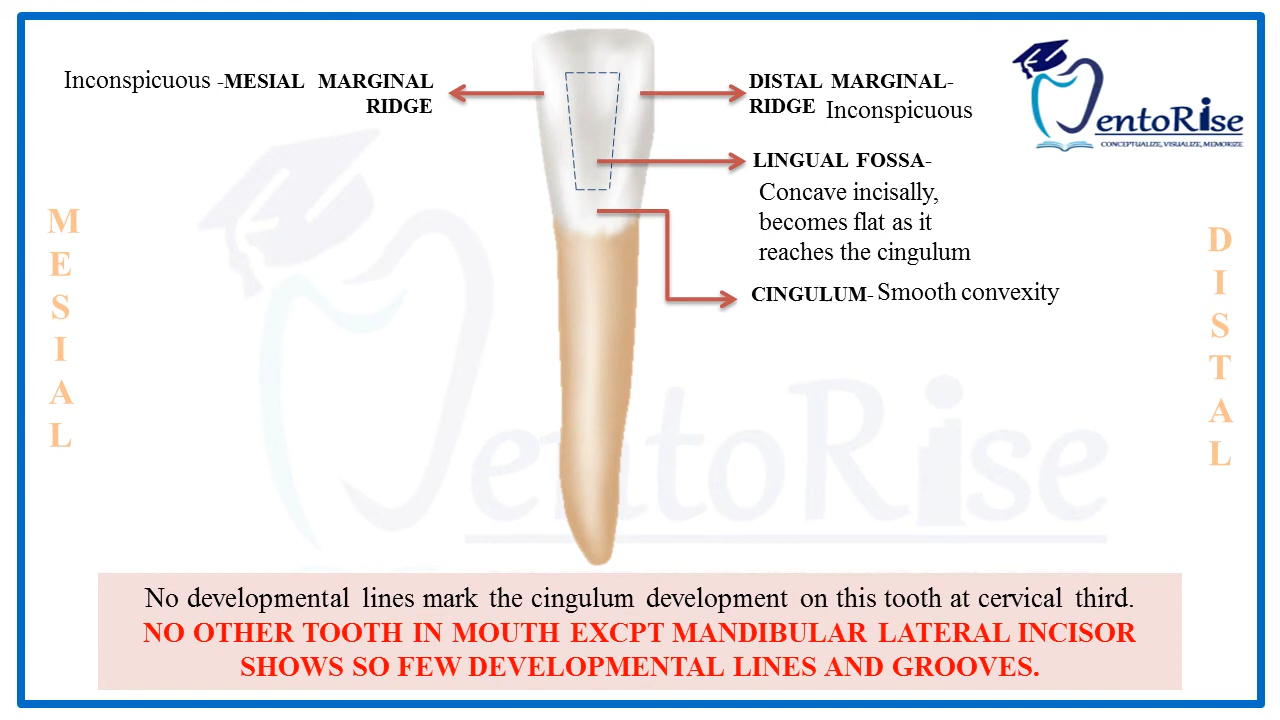 Inconspicuous -MESIAL MARGINAL
RIDGE
DISTAL MARGINAL-
RIDGE Inconspicuous
LINGUAL FOSSA-
Concave incisally,
becomes flat as it
reaches the cingulum
CINGULUM- Smooth convexity
MESIAL
DISTAL
entoRise
CONCEPTUALIZE, VISUALIZE, MEMORIZE
entoRise
No developmental lines mark the cingulum development on this tooth at cervical third.
NO OTHER TOOTH IN MOUTH EXCPT MANDIBULAR LATERAL INCISOR
SHOWS SO FEW DEVELOPMENTAL LINES AND GROOVES.